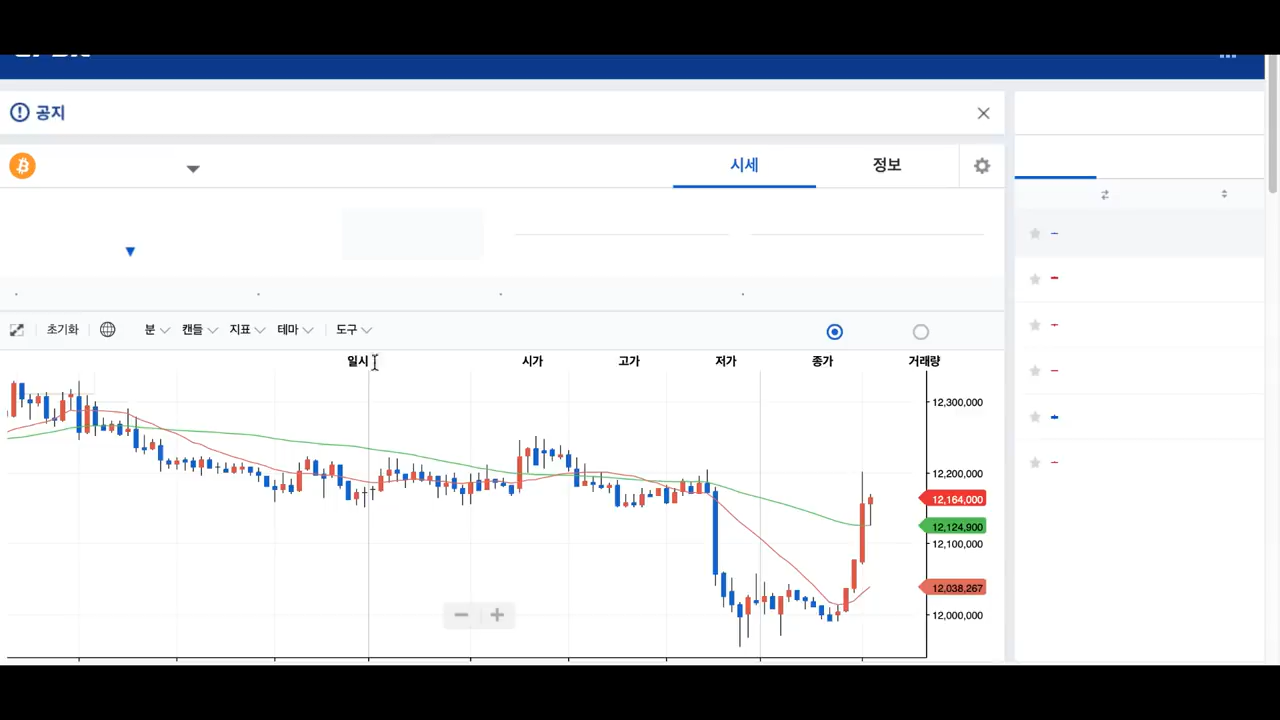 공지
시세 정보
초기화 분 캔들 지표 테마 도구
일시 시가 고가 저가 종가 거래량
12,300,000
12,200,000
12,164,000
12,124,900
12,100,000
12,038,267
12,000,000